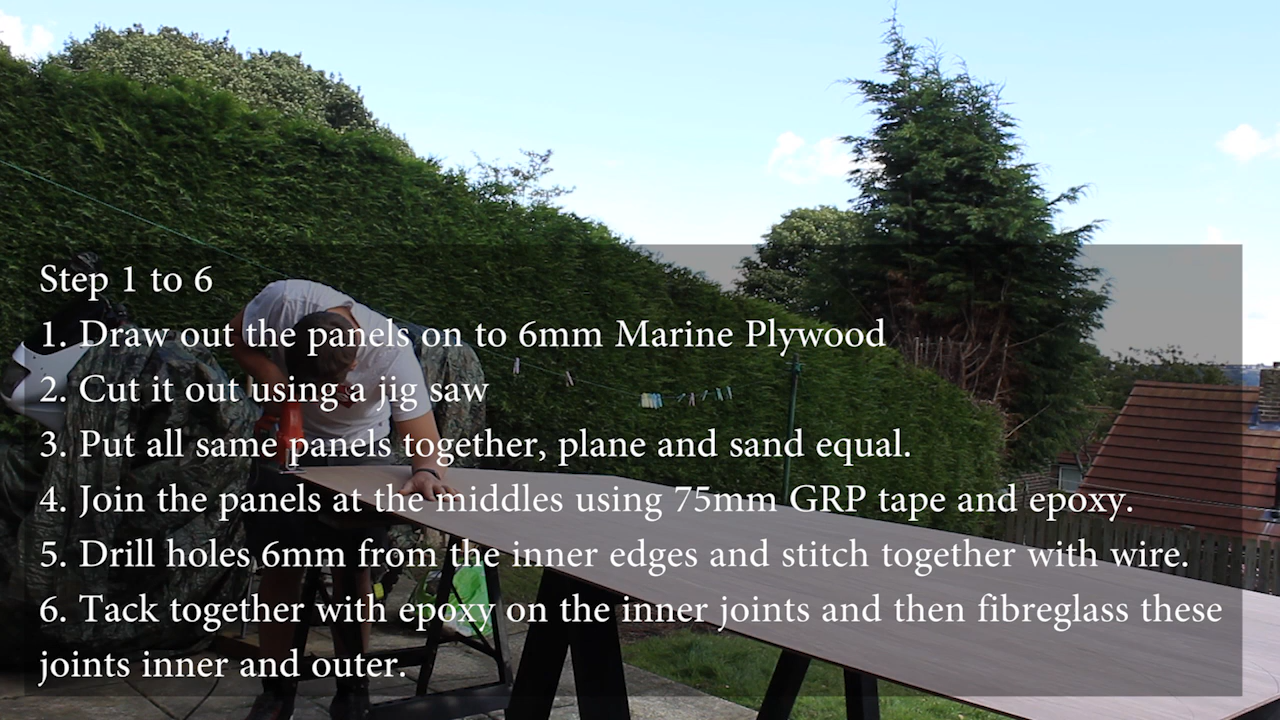 Step 1 to 6
1. Draw out the panels on to 6mm Marine Plywood
2. Cut it out using a jig saw
3. Put all same panels together, plane and sand equal.
4. Join the panels at the middles using 75mm GRP tape and epoxy.
5. Drill holes 6mm from the inner edges and stitch together with wire.
6. Tack together with epoxy on the inner joints and then fibreglass these
joints inner and outer.